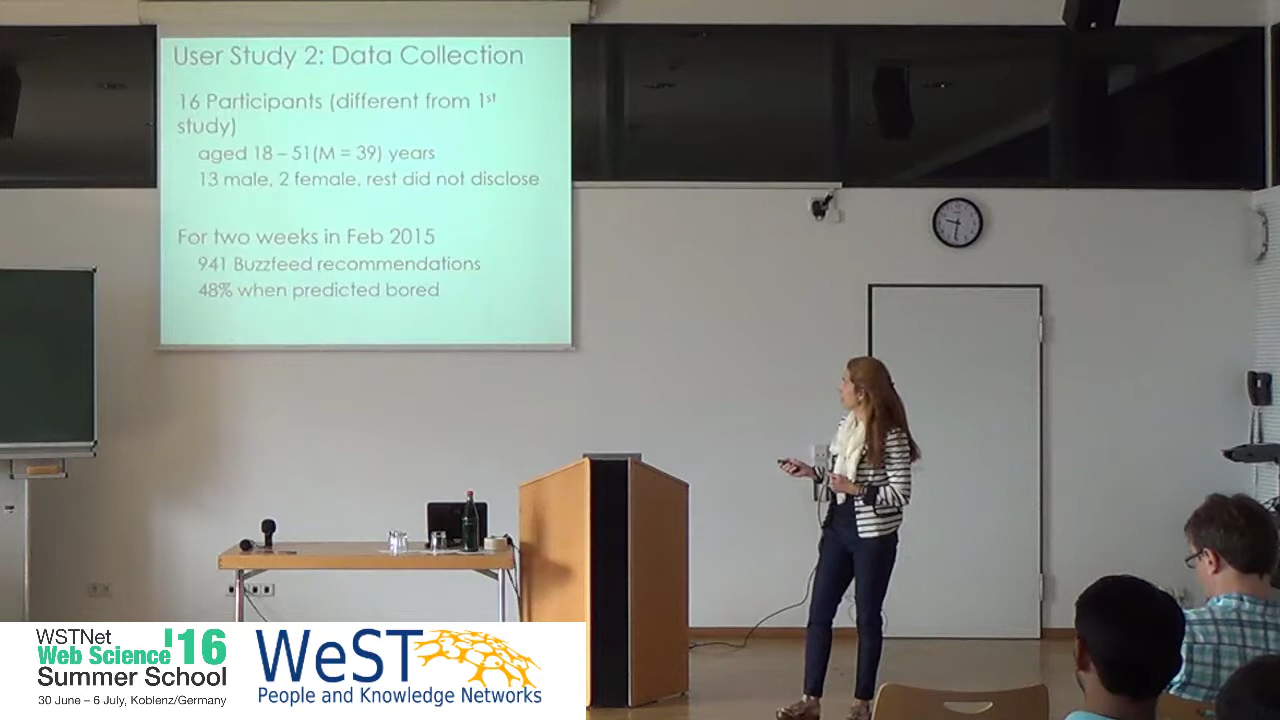 User Study 2: Data Collection
16 Participants (different from 1st
study)
aged 18 – 51(M = 39) years
13 male, 2 female, rest did not disclose
For two weeks in Feb 2015
941 Buzzfeed recommendations
48% when predicted bored
WSTNet
Web Science '16
Summer School
30 June – 6 July, Koblenz/Germany
WeST
People and Knowledge Networks